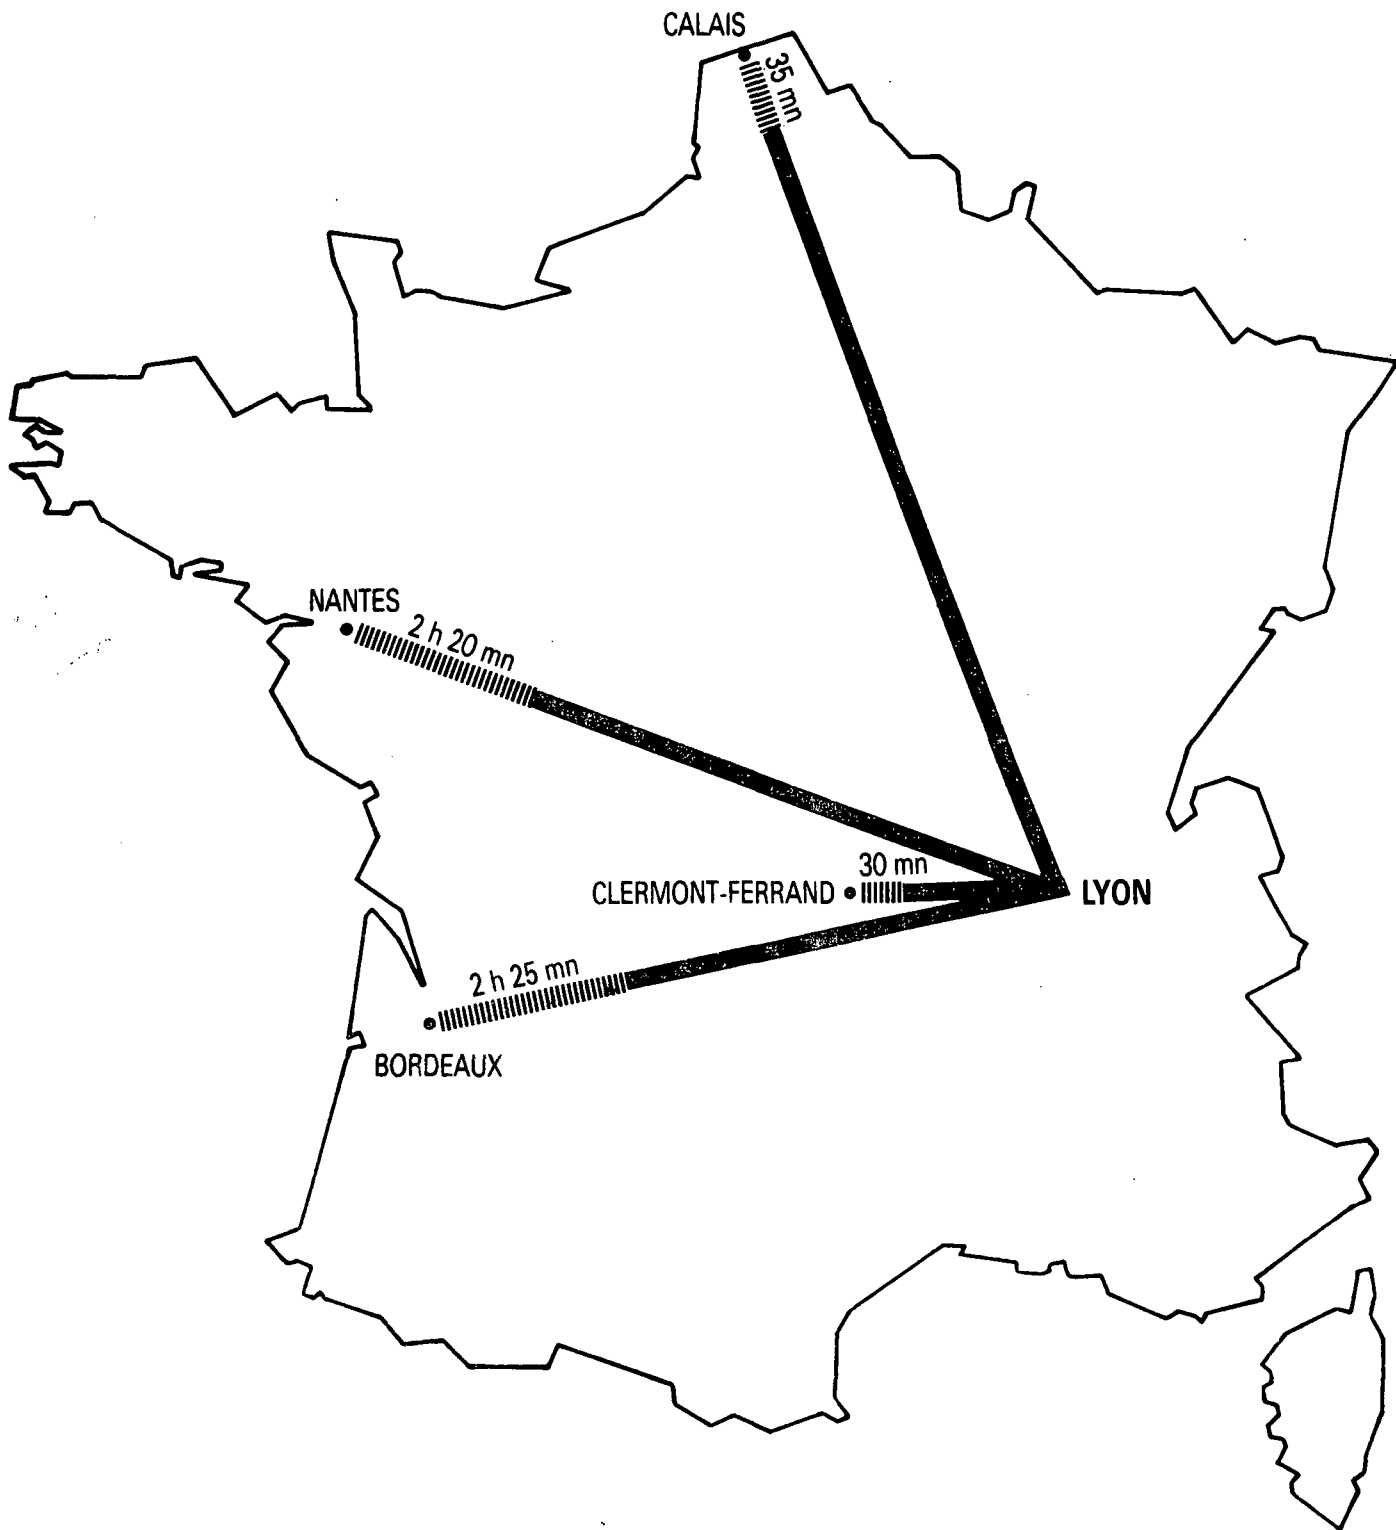 CALAIS
35 mn
NANTES
2 h 20 mn
30 mn
CLERMONT-FERRAND
LYON
2 h 25 mn
BORDEAUX